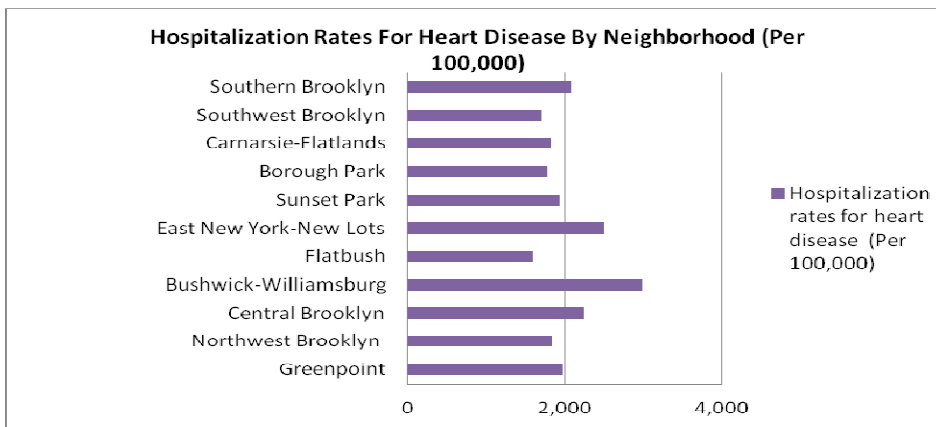 Hospitalization Rates For Heart Disease By Neighborhood (Per
100,000)
Southern Brooklyn
Southwest Brooklyn
Carnarsie-Flatlands
Borough Park
Sunset Park
East New York-New Lots
Flatbush
Bushwick-Williamsburg
Central Brooklyn
Northwest Brooklyn
Greenpoint
0
2,000
4,000
Hospitalization
rates for heart
disease (Per
100,000)